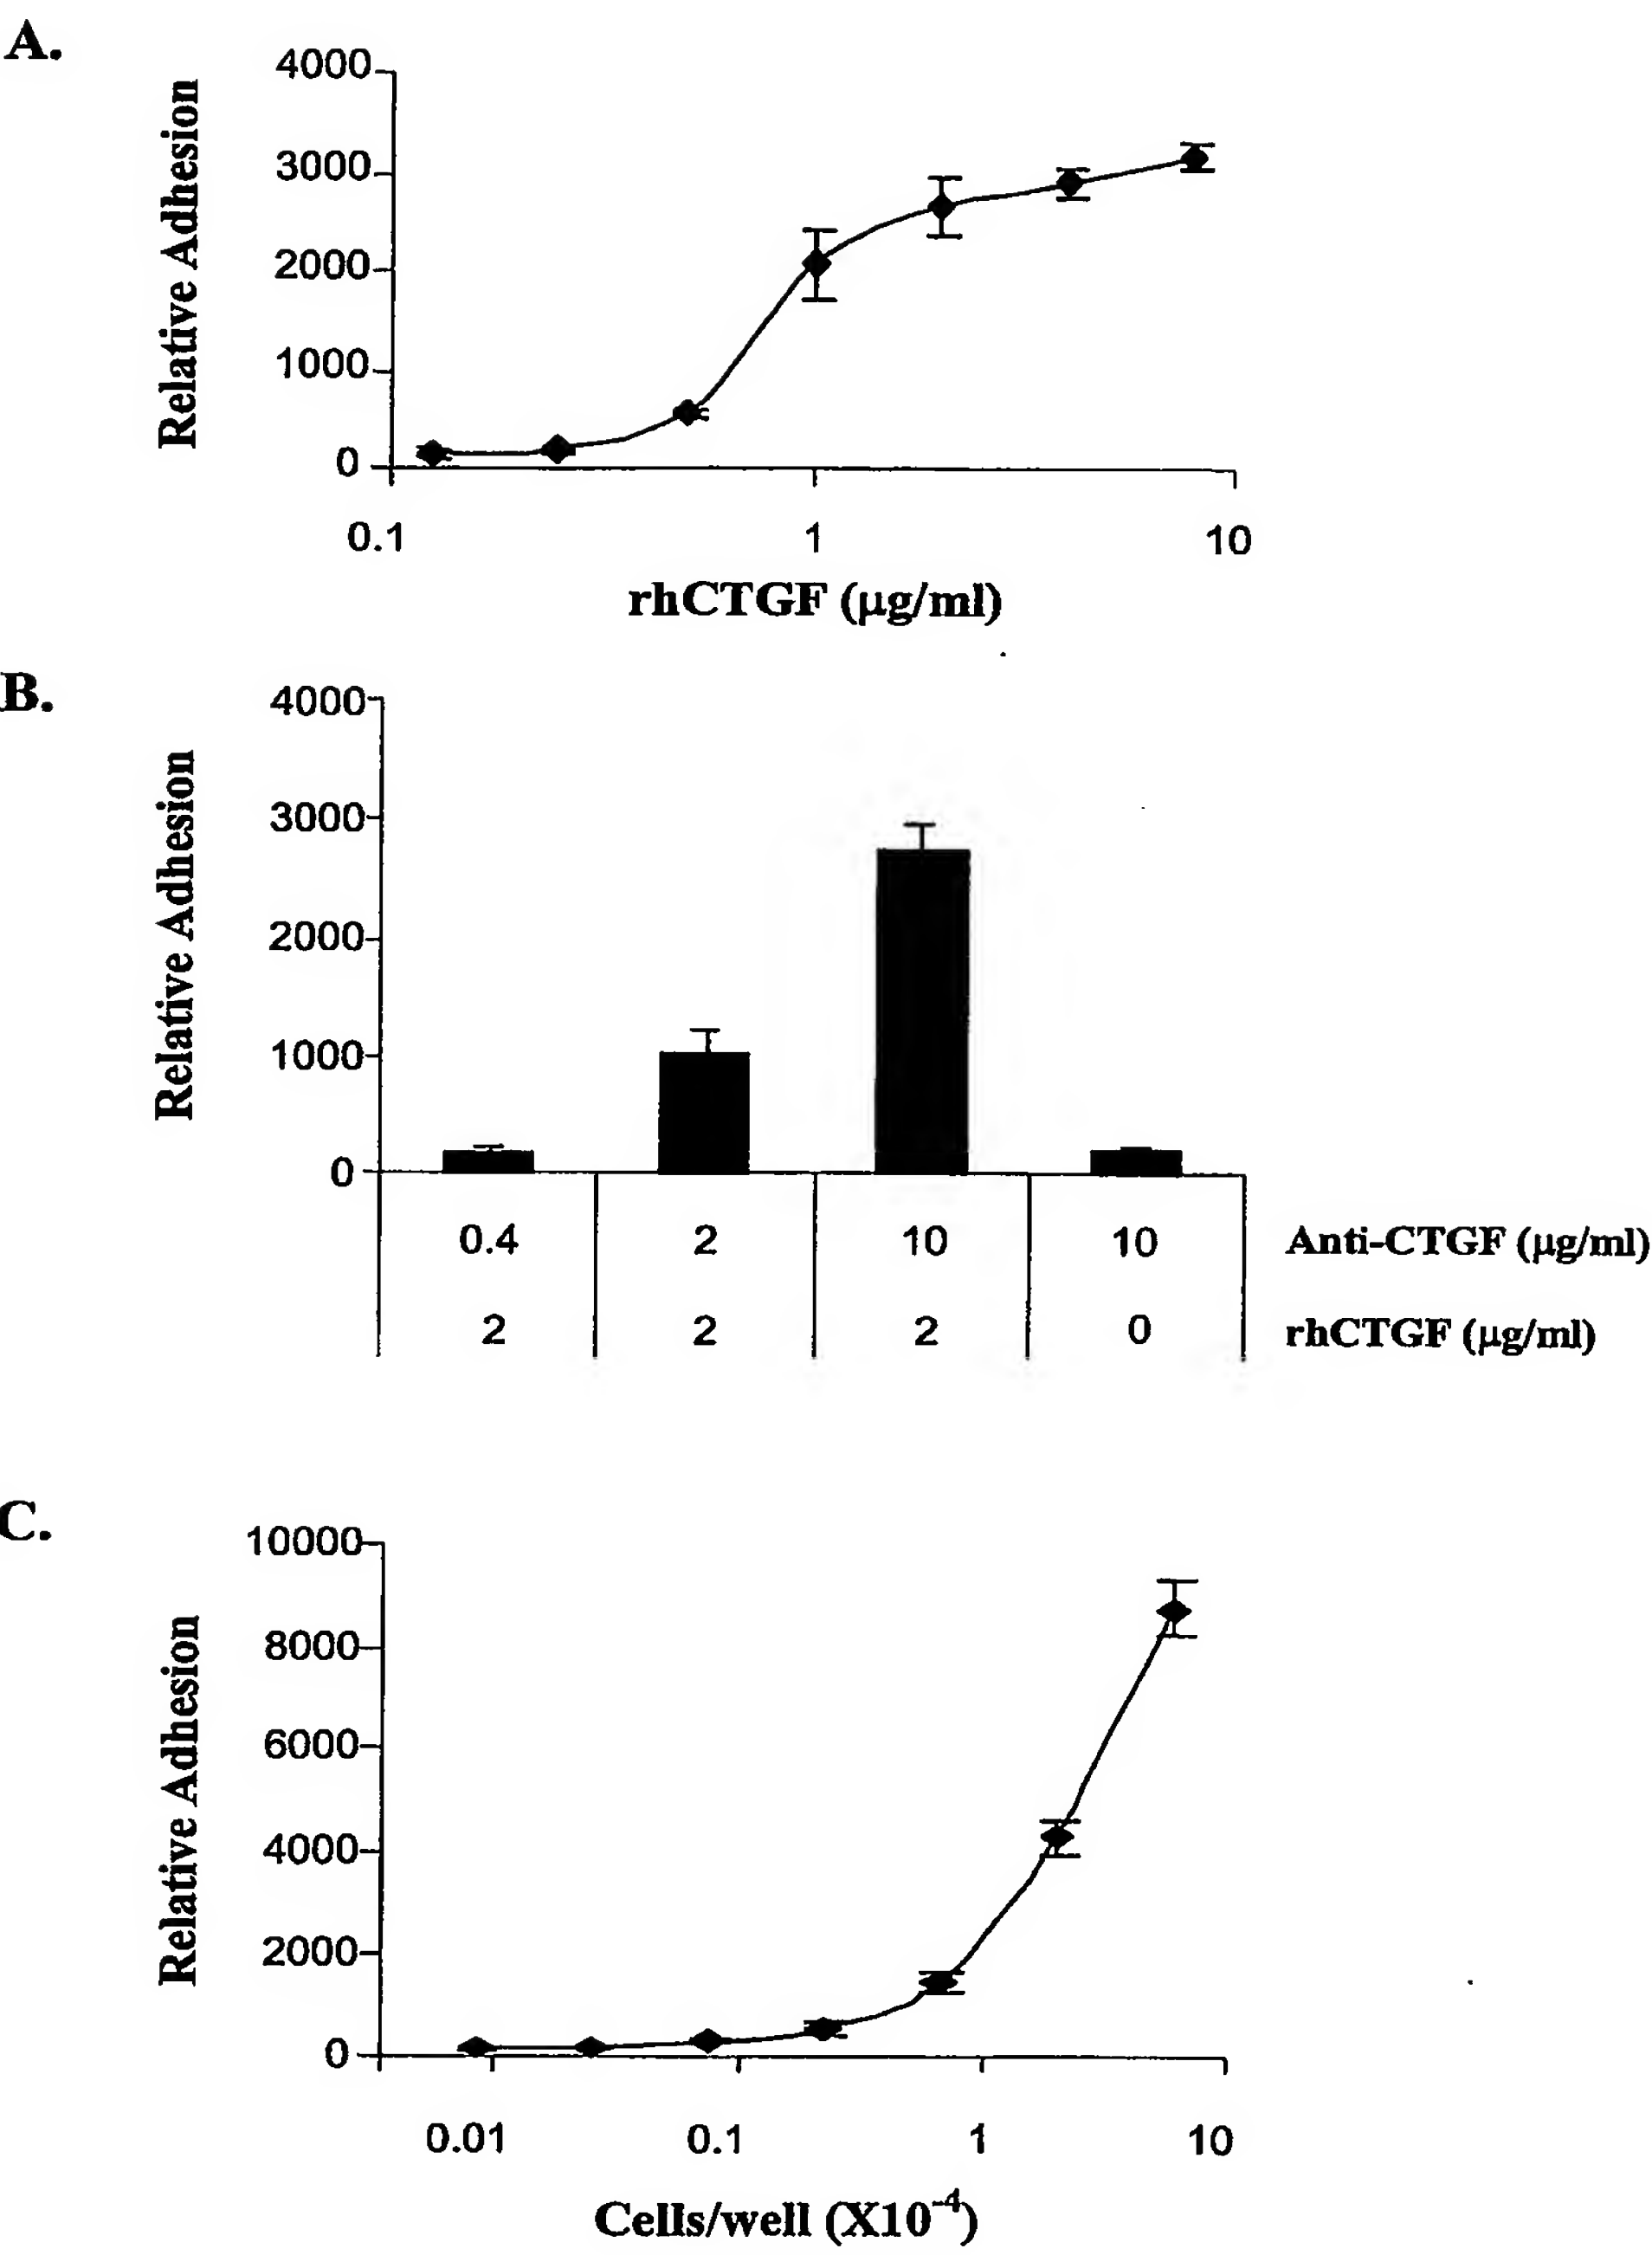 A.
Relative Adhesion
4000
3000
2000
1000
0
0.1 1 10
rhCTGF (μg/ml)
B.
Relative Adhesion
4000
3000
2000
1000
0
0.4 2 10 10 Anti-CTGF (μg/ml)
2 2 2 0 rhCTGF (μg/ml)
C.
Relative Adhesion
10000
8000
6000
4000
2000
0
0.01 0.1 1 10
Cells/well (X10⁻⁴)